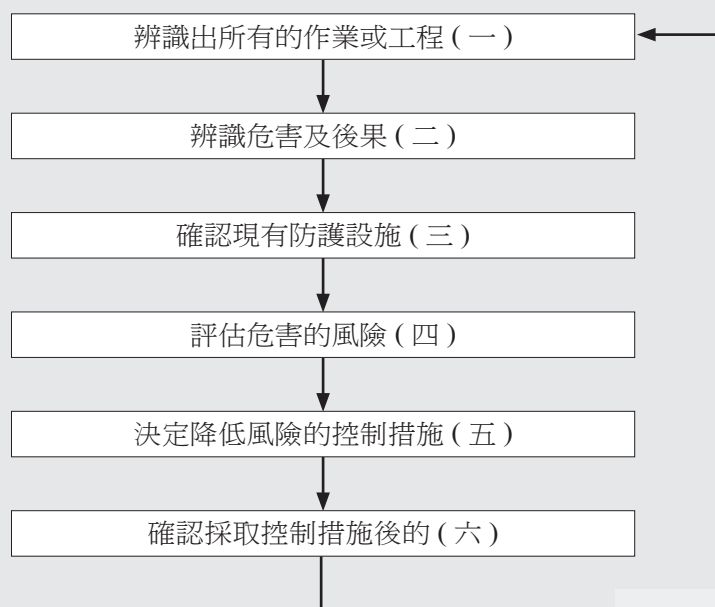 辨識出所有的作業或工程 ( 一 )
辨識危害及後果 ( 二 )
確認現有防護設施 ( 三 )
評估危害的風險 ( 四 )
決定降低風險的控制措施 ( 五 )
確認採取控制措施後的 ( 六 )